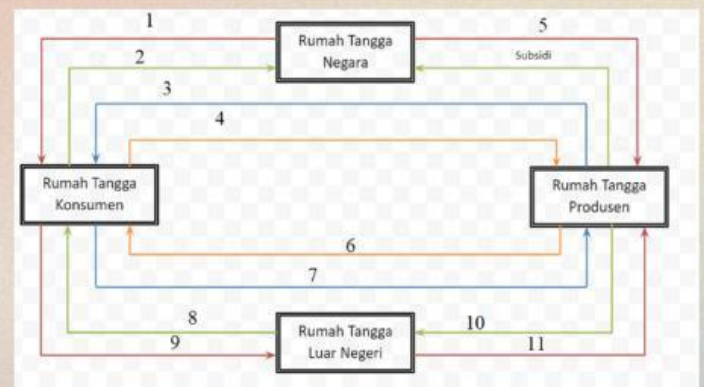 1
5
Rumah Tangga
Negara
2
Subsidi
3
4
Rumah Tangga
Konsumen
Rumah Tangga
Produsen
6
7
8
10
Rumah Tangga
Luar Negeri
9
11